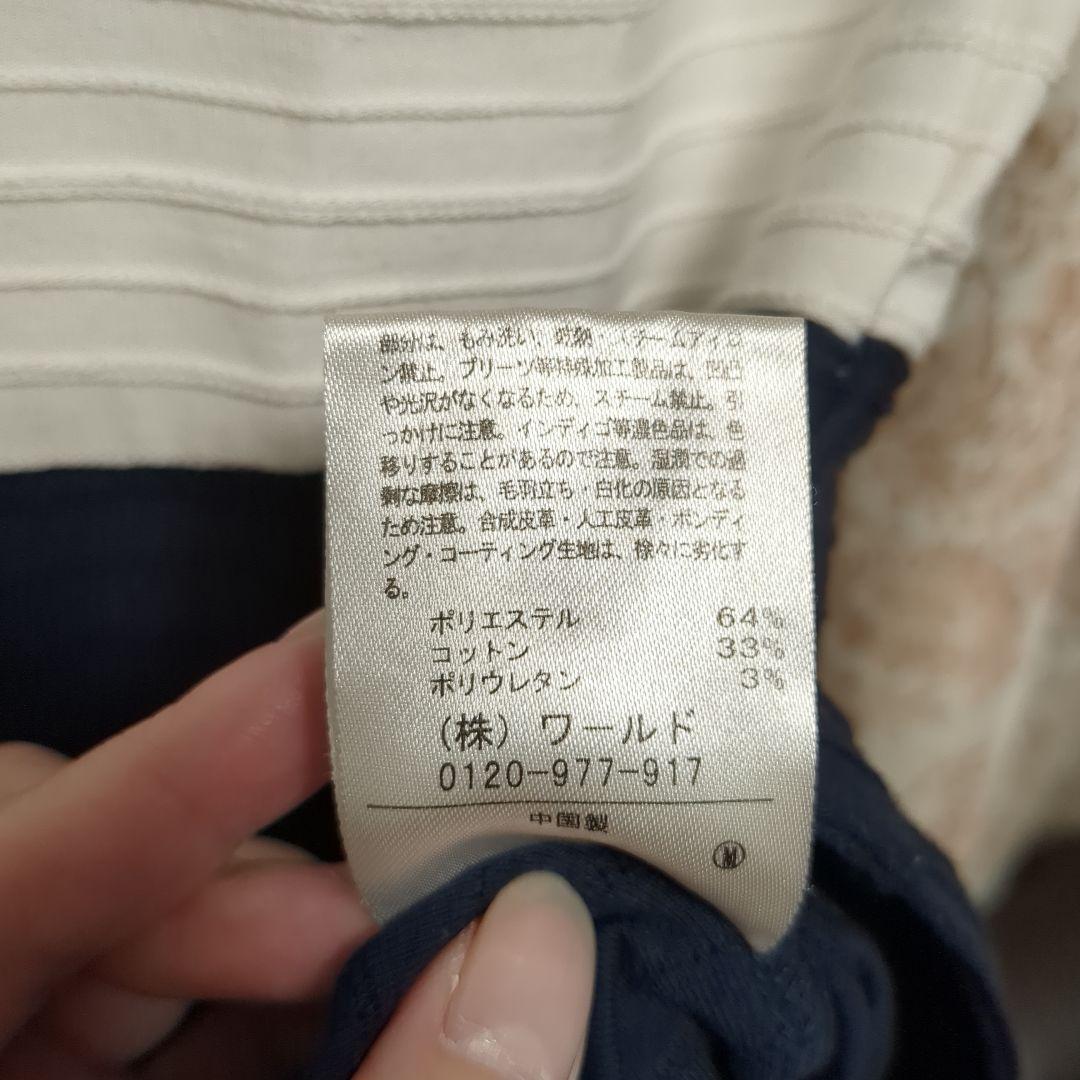 部分は、もみ洗い、乾熱・スチームアイロ
ン禁止。プリーツ等特殊加工製品は、凹凸
や光沢がなくなるため、スチーム禁止。引
っかけに注意。インディゴ等濃色品は、色
移りすることがあるので注意。湿潤での過
剰な摩擦は、毛羽立ち・白化の原因となる
ため注意。合成皮革・人工皮革・ボンディ
ング・コーティング生地は、徐々に劣化す
る。
ポリエステル 64%
コットン 33%
ポリウレタン 3%
(株) ワールド
0120-977-917
中国製
M